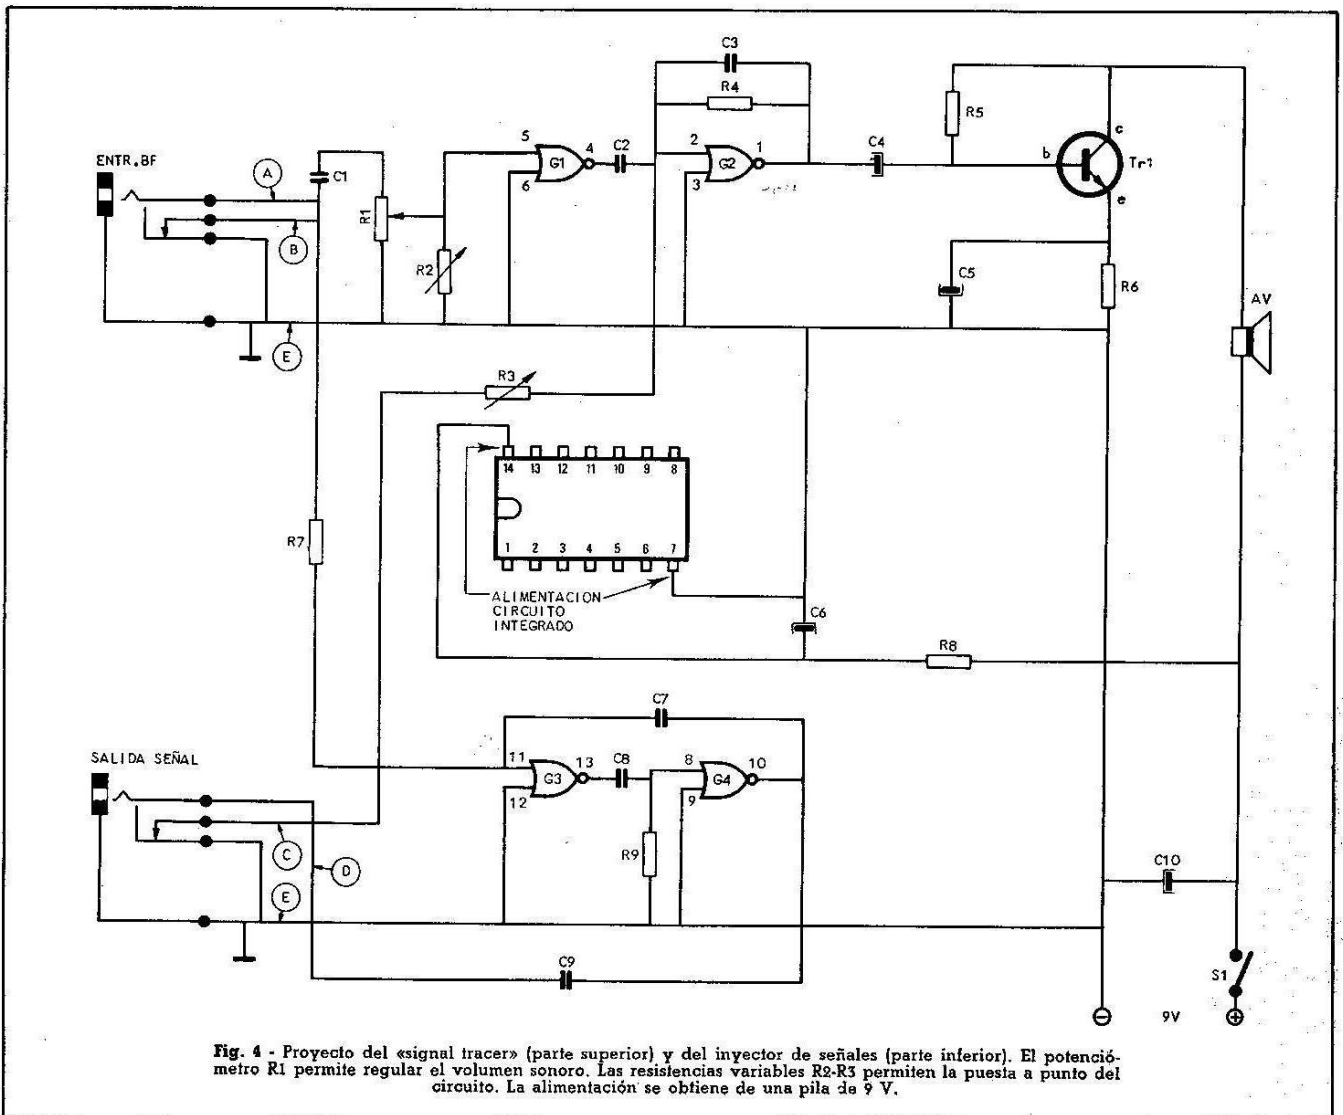 C3
R4
R5
c
b
Tr1
e
ENTR.BF
A
C1
5
4
C2
G1
6
2
1
G2
3
C4
R1
B
R2
C5
R6
AV
E
R3
14 13 12 11 10 9 8
1 2 3 4 5 6 7
R7
ALIMENTACION
CIRCUITO
INTEGRADO
C6
R8
C7
SALIDA SEÑAL
11
13
C8
G3
12
8
10
G4
9
C
D
R9
E
C10
C9
S1
9V
Fig. 4 - Proyecto del «signal tracer» (parte superior) y del inyector de señales (parte inferior). El potenció-
metro R1 permite regular el volumen sonoro. Las resistencias variables R2-R3 permiten la puesta a punto del
circuito. La alimentación se obtiene de una pila de 9 V.